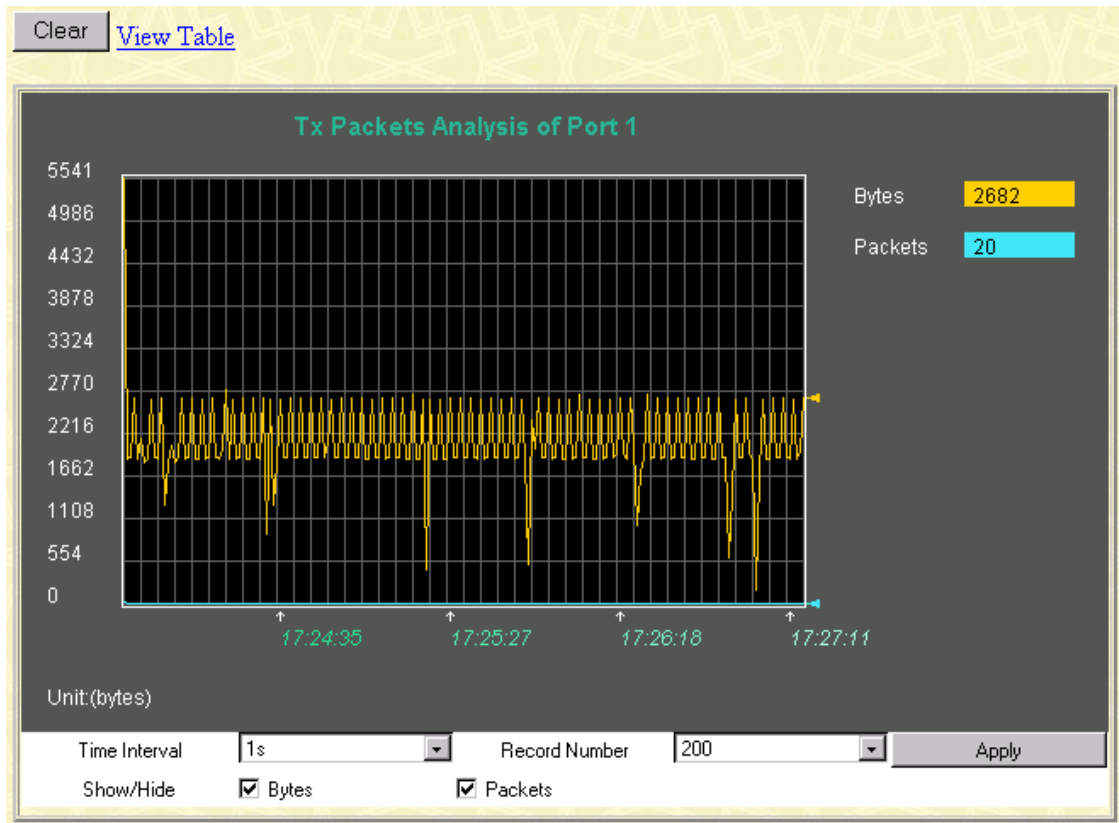 Clear View Table
Tx Packets Analysis of Port 1
5541
4986
4432
3878
3324
2770
2216
1662
1108
554
0
Bytes 2682
Packets 20
17:24:35 17:25:27 17:26:18 17:27:11
Unit:(bytes)
Time Interval 1s Record Number 200 Apply
Show/Hide Bytes Packets